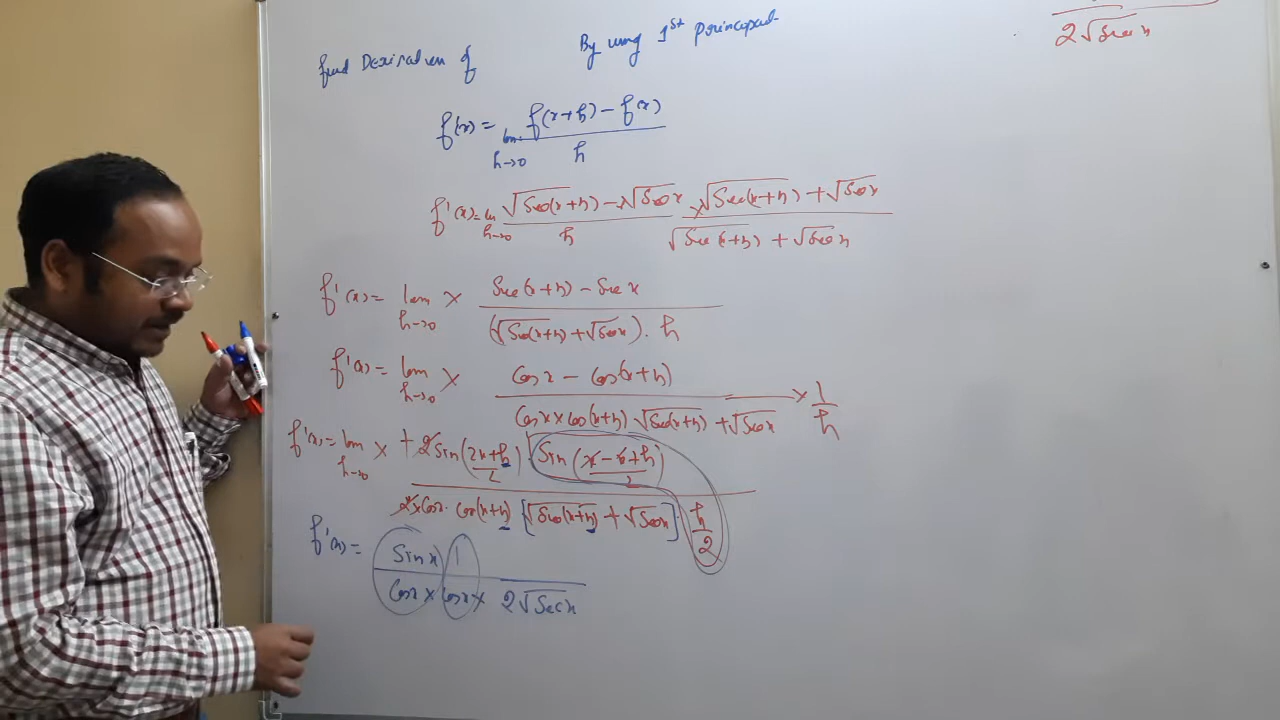 find Derivation of By using 1st principal
2√Sec x
f'(x) = lim h→0 f(x+h) - f(x) / h
f'(x) = lim h→0 √Sec(x+h) - √Sec x / h × √Sec(x+h) + √Sec x / √Sec(x+h) + √Sec x
f'(x) = lim h→0 × Sec(x+h) - Sec x / (√Sec(x+h) + √Sec x) . h
f'(x) = lim h→0 × Cos x - Cos(x+h) / Cos x × Cos(x+h) √Sec(x+h) + √Sec x × 1/h
f'(x) = lim h→0 × + 2 Sin (2x+h / 2) Sin (x - x + h / 2) / 2 × Cos x . Cos(x+h) [√Sec(x+h) + √Sec x] . h/2
f'(x) = Sin x 1 / Cos x × Cos x × 2√Sec x